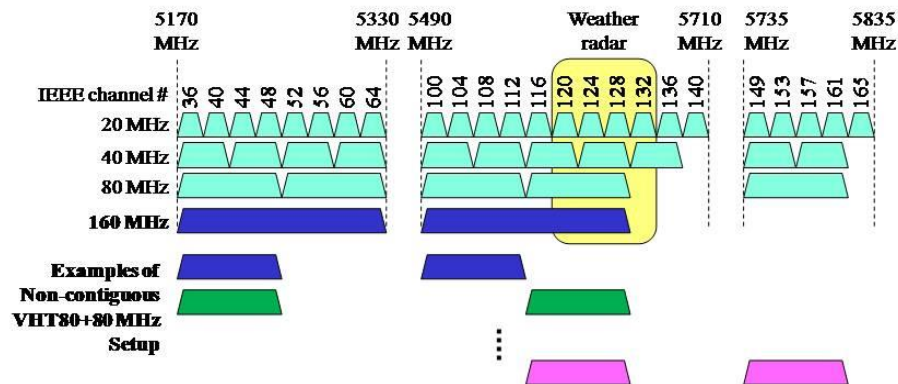 5170 MHz
5330 MHz
5490 MHz
Weather radar
5710 MHz
5735 MHz
5835 MHz
IEEE channel # 36 40 44 48 52 56 60 64 100 104 108 112 116 120 124 128 132 136 140 149 153 157 161 165
20 MHz
40 MHz
80 MHz
160 MHz
Examples of
Non-contiguous
VHT80+80 MHz
Setup